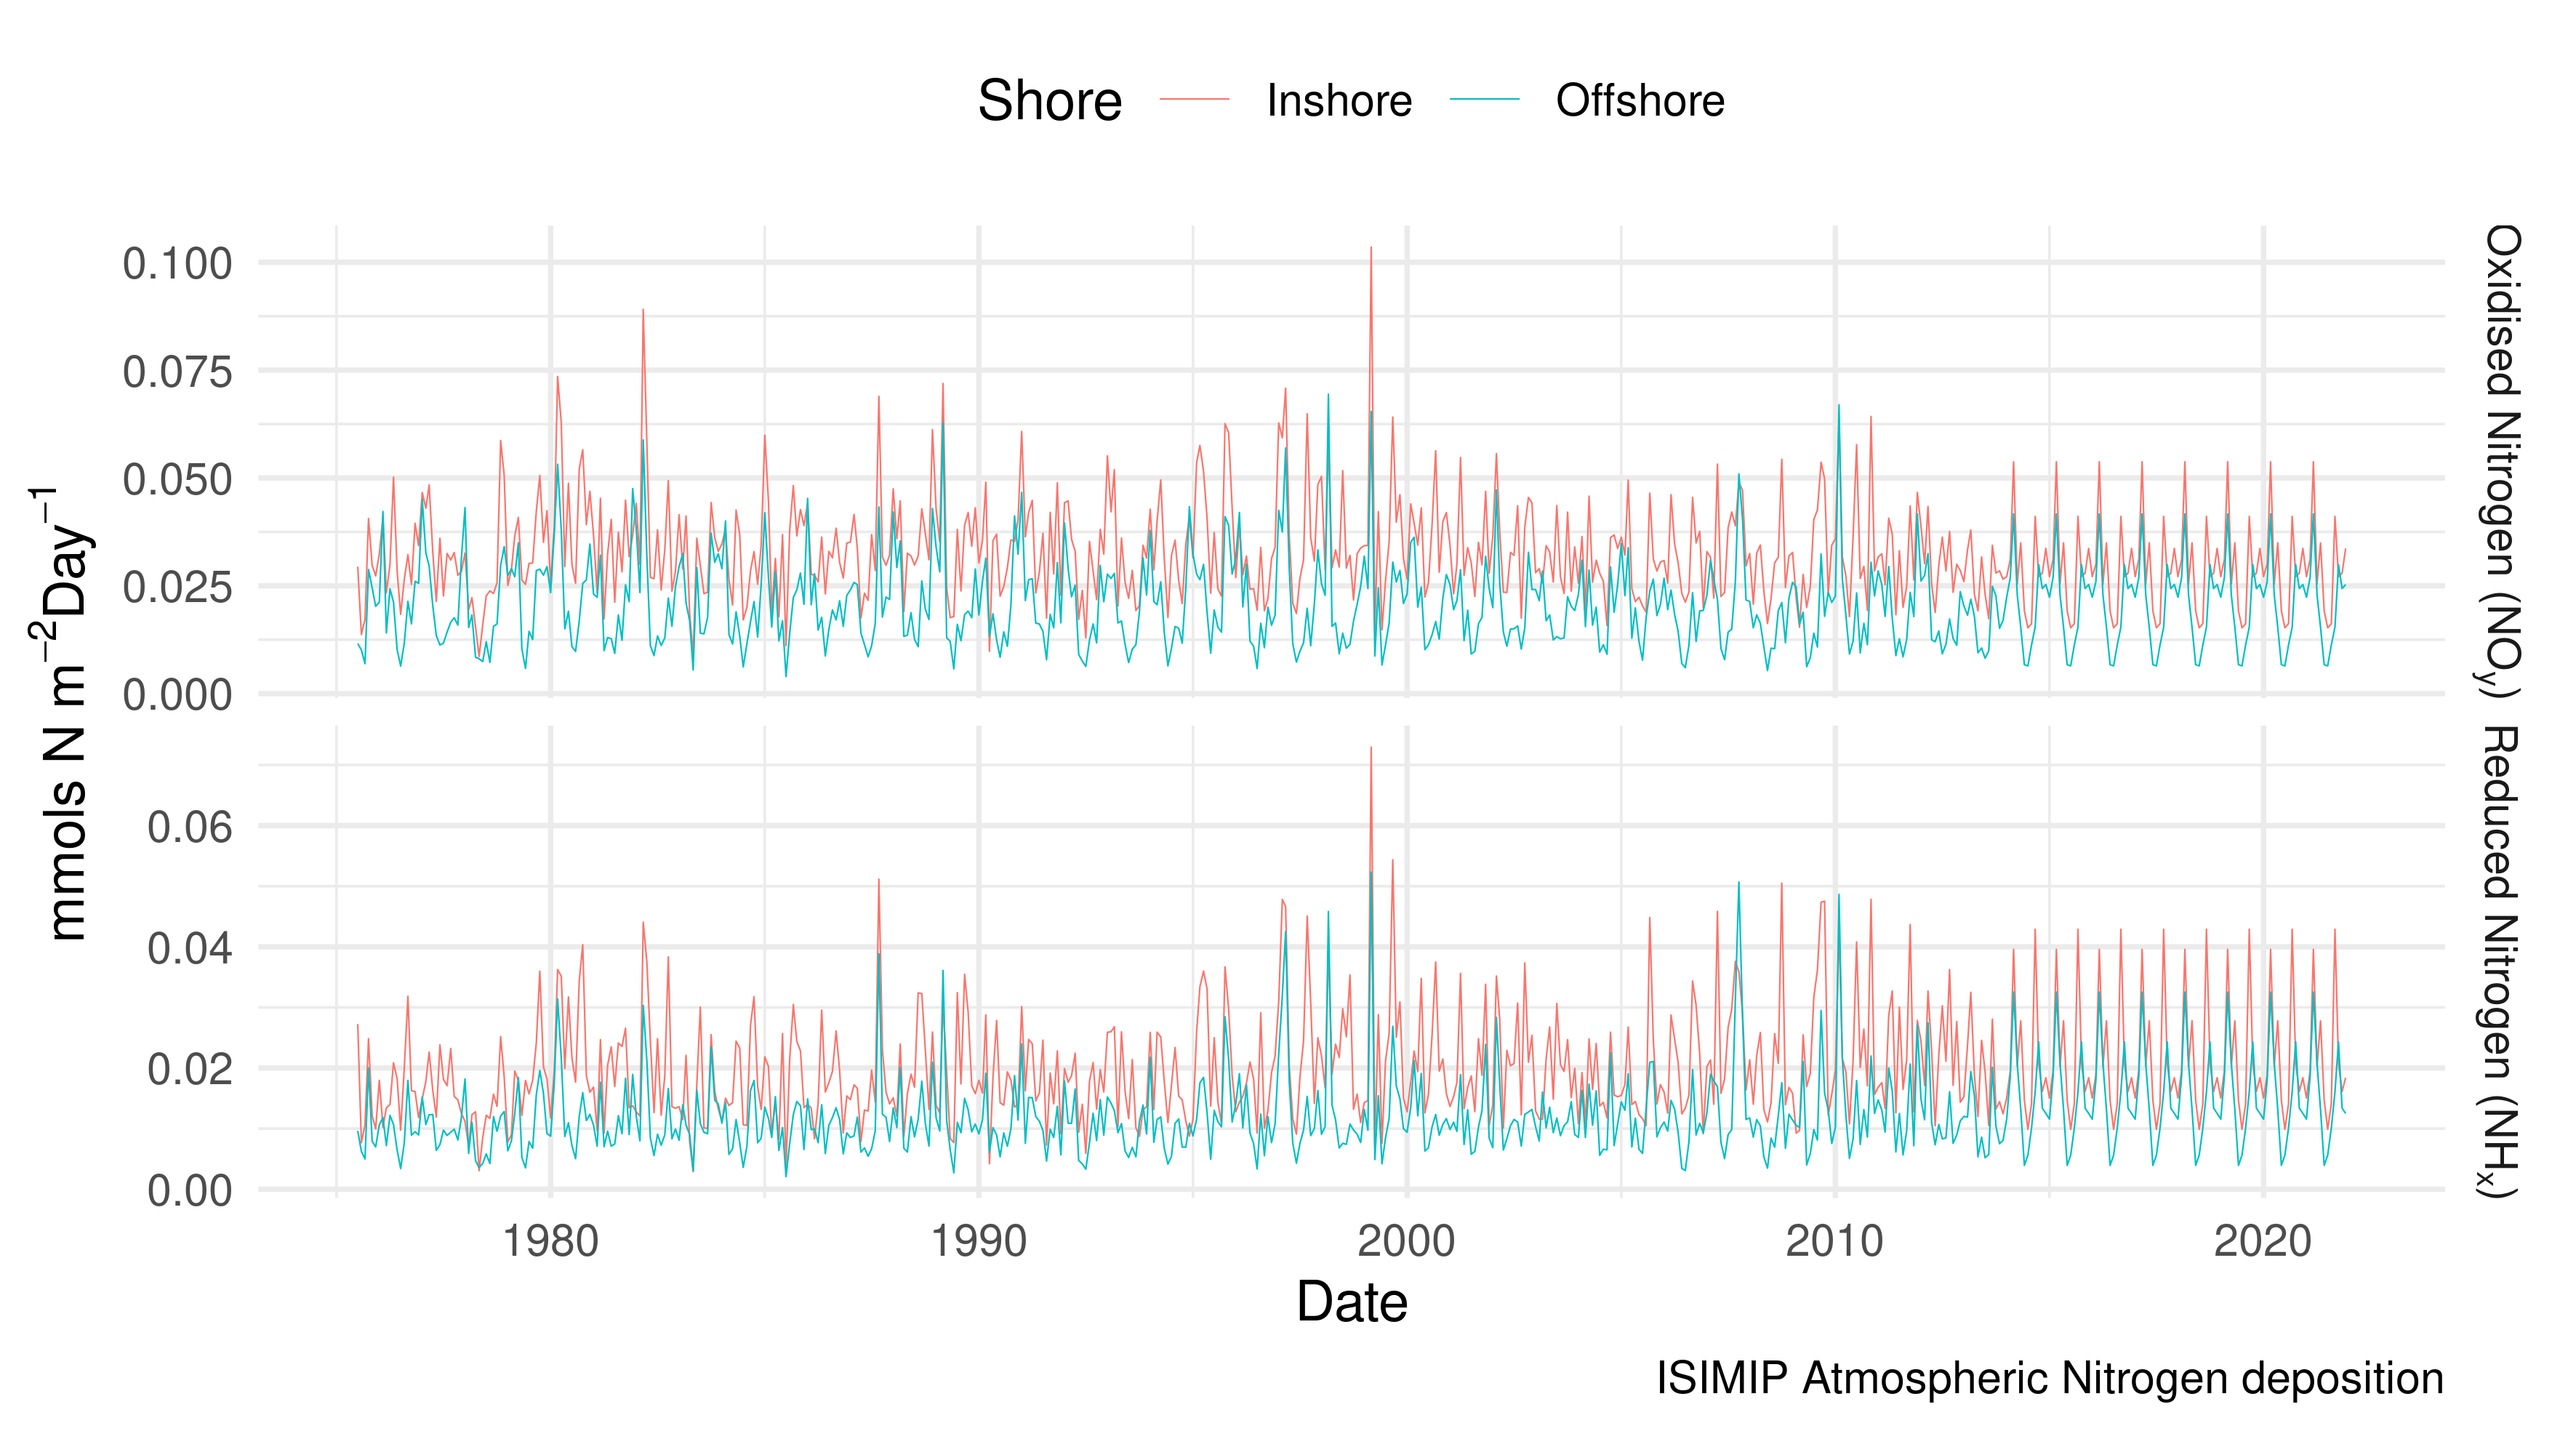 Shore Inshore Offshore
0.100
0.075
0.050
0.025
0.000
Oxidised Nitrogen (NOy)
0.06
0.04
0.02
0.00
Reduced Nitrogen (NHx)
mmols N m−2Day−1
1980 1990 2000 2010 2020
Date
ISIMIP Atmospheric Nitrogen deposition